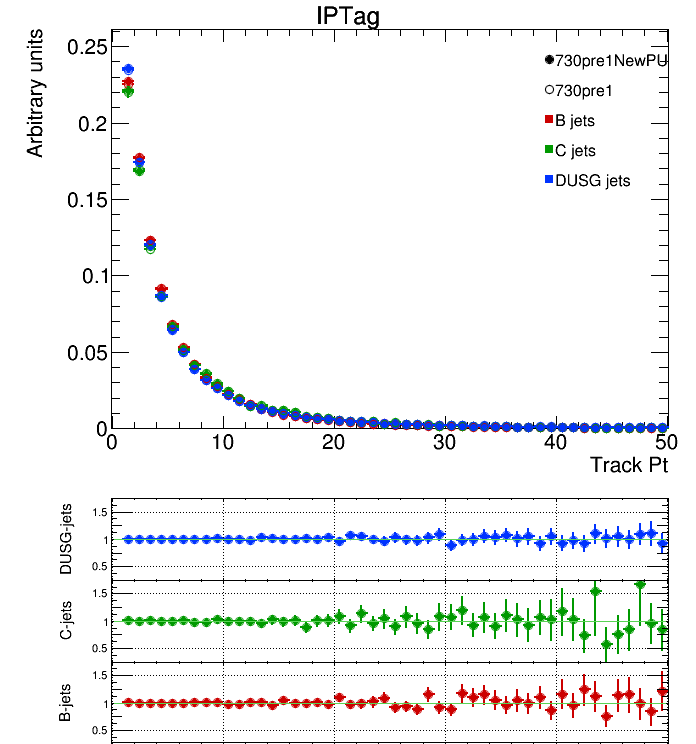 IPTag
Arbitrary units
0.25
0.2
0.15
0.1
0.05
0
730pre1NewPU
730pre1
B jets
C jets
DUSG jets
0 10 20 30 40 50
Track Pt
DUSG-jets
1.5
1
0.5
C-jets
1.5
1
0.5
B-jets
1.5
1
0.5